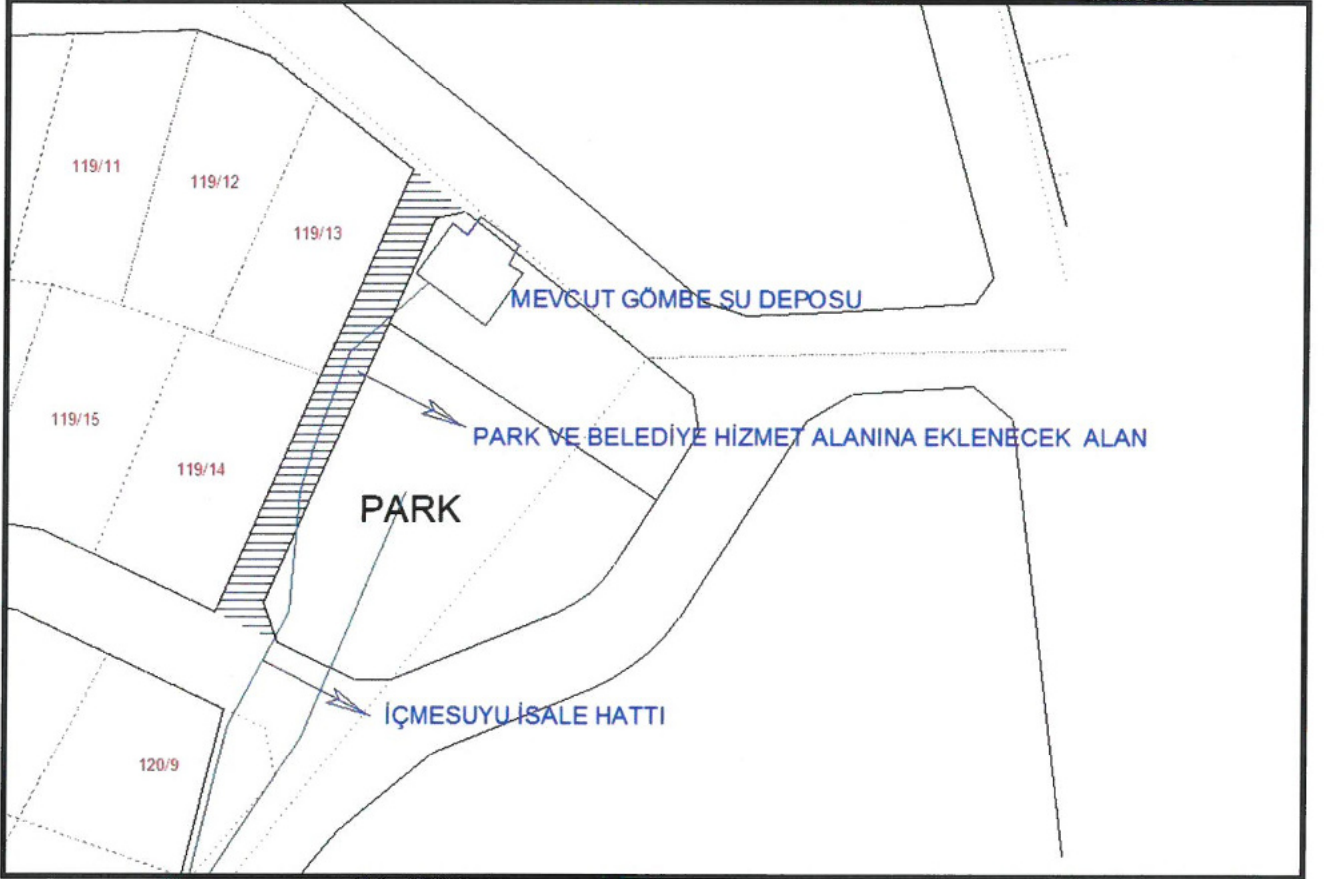 119/11
119/12
119/13
MEVCUT GÖMBE SU DEPOSU
119/15
PARK VE BELEDİYE HİZMET ALANINA EKLENECEK ALAN
119/14
PARK
İÇMESUYU İSALE HATTI
120/9